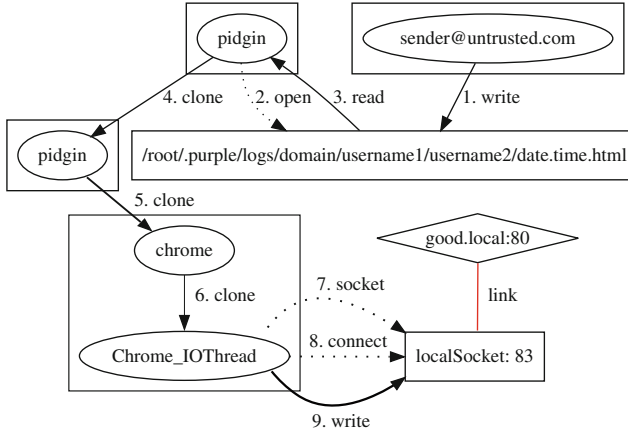 pidgin
sender@untrusted.com
4. clone
2. open
3. read
1. write
pidgin
/root/.purple/logs/domain/username1/username2/date.time.html
5. clone
chrome
good.local:80
6. clone
7. socket
link
Chrome_IOThread
8. connect
localSocket: 83
9. write